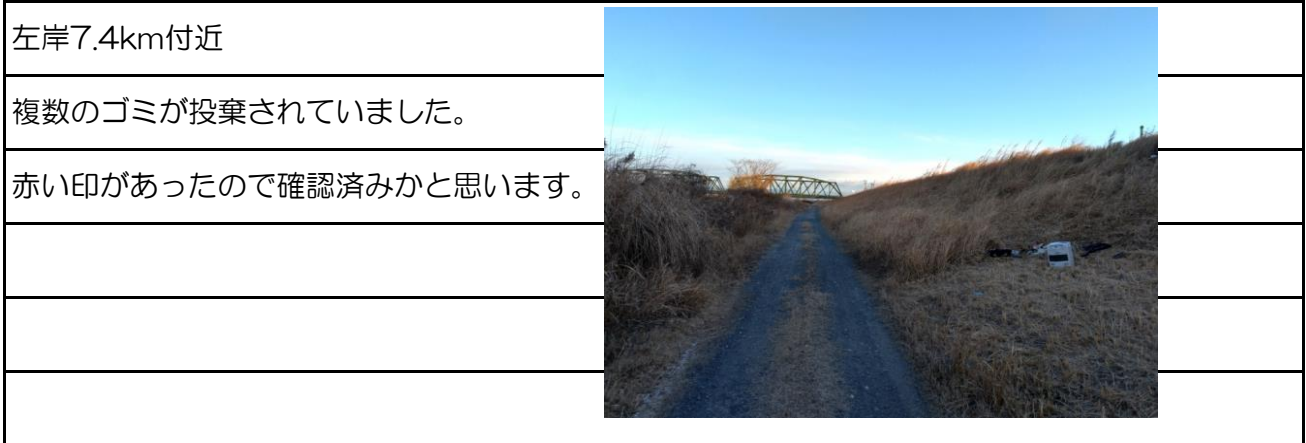 左岸7.4km付近
複数のゴミが投棄されていました。
赤い印があったので確認済みかと思います。